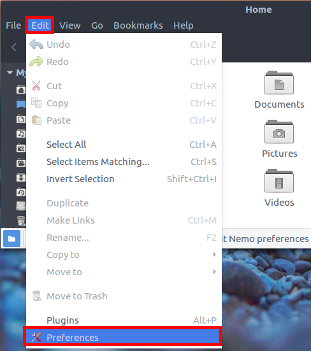 Home
File Edit View Go Bookmarks Help
Undo Ctrl+Z
Redo Ctrl+Y
My
Cut Ctrl+X
Copy Ctrl+C
Paste Ctrl+V
Documents
Select All Ctrl+A
Select Items Matching... Ctrl+S
Invert Selection Shift+Ctrl+I
Pictures
Duplicate
Make Links Ctrl+M
Rename... F2
Videos
Copy to
Move to
t Nemo preferences
Move to Trash
Plugins Alt+P
Preferences